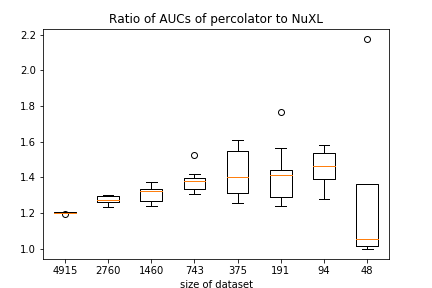 Ratio of AUCs of percolator to NuXL
2.2
2.0
1.8
1.6
1.4
1.2
1.0
4915 2760 1460 743 375 191 94 48
size of dataset